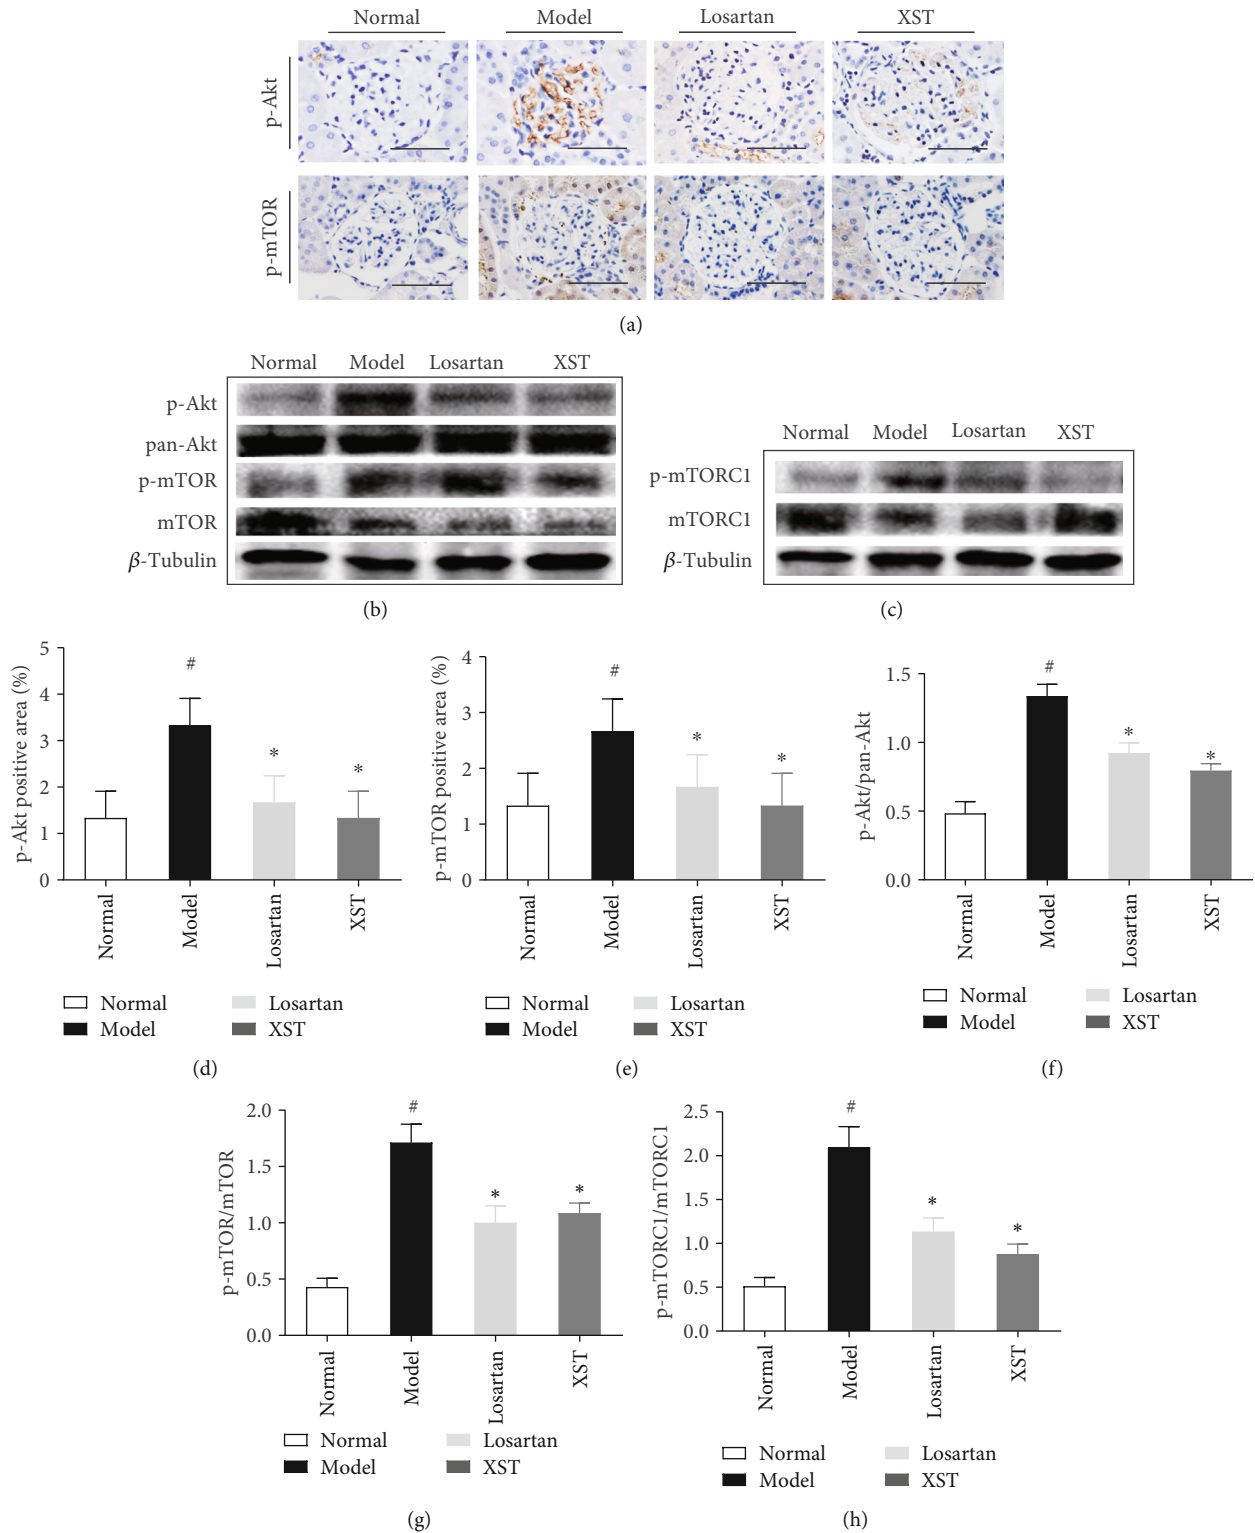 Normal Model Losartan XST
p-Akt
p-mTOR
(a)
Normal Model Losartan XST
p-Akt
pan-Akt
p-mTOR
mTOR
β-Tubulin
(b)
Normal Model Losartan XST
p-mTORC1
mTORC1
β-Tubulin
(c)
p-Akt positive area (%)
5
4
3
2
1
0
#
*
*
Normal
Model
Losartan
XST
Normal Losartan
Model XST
(d)
p-mTOR positive area (%)
4
3
2
1
0
#
*
*
Normal
Model
Losartan
XST
Normal Losartan
Model XST
(e)
p-Akt/pan-Akt
1.5
1.0
0.5
0.0
#
*
*
Normal
Model
Losartan
XST
Normal Losartan
Model XST
(f)
p-mTOR/mTOR
2.0
1.5
1.0
0.5
0.0
#
*
*
Normal
Model
Losartan
XST
Normal Losartan
Model XST
(g)
p-mTORC1/mTORC1
2.5
2.0
1.5
1.0
0.5
0.0
#
*
*
Normal
Model
Losartan
XST
Normal Losartan
Model XST
(h)